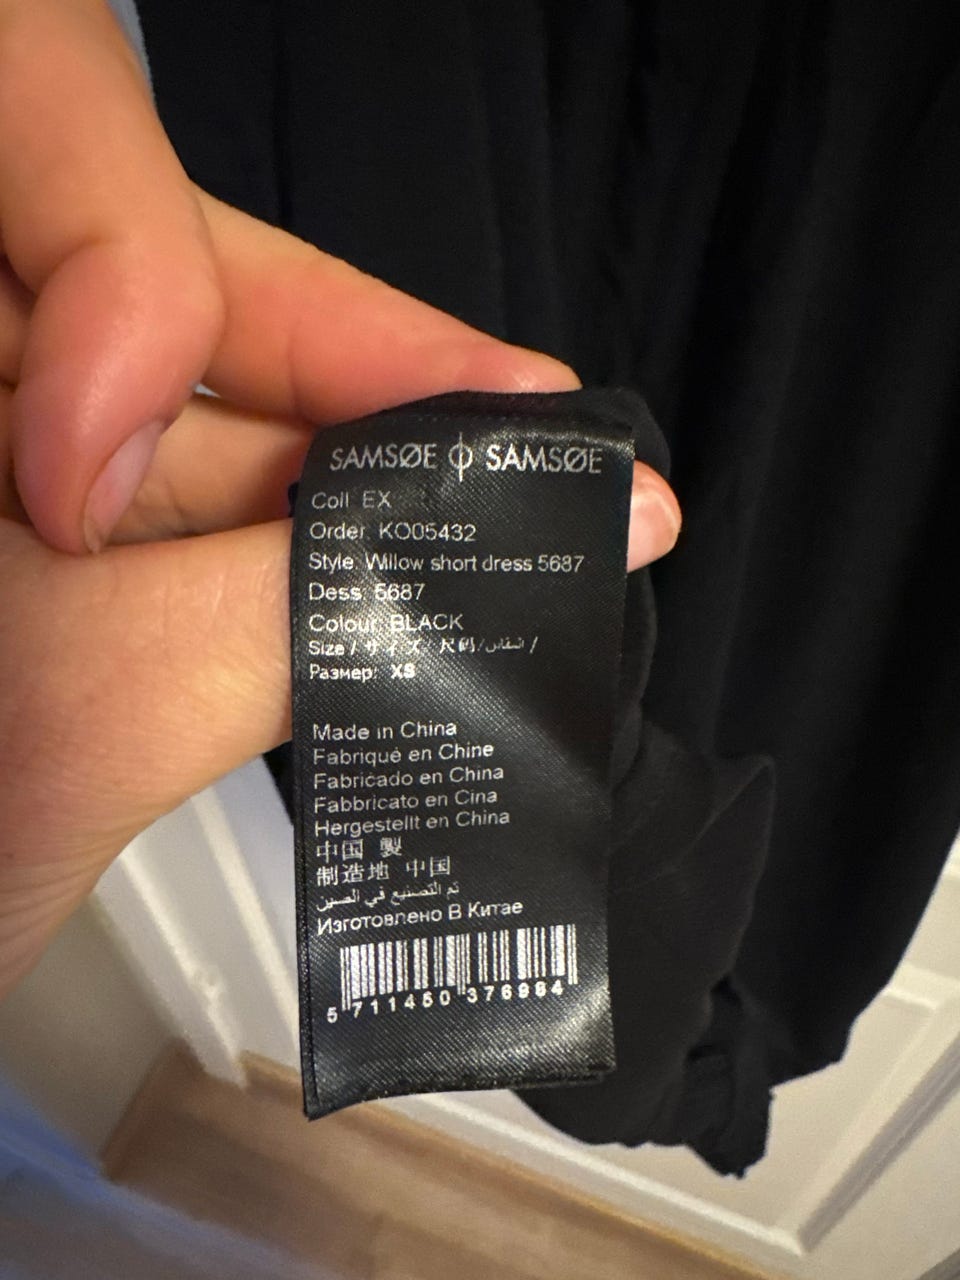 SAMSØE ϕ SAMSØE
Coll EX
Order: KO05432
Style: Willow short dress 5687
Dess: 5687
Colour: BLACK
Size / サイズ 尺码/انمقاس /
Размер: XS
Made in China
Fabriqué en Chine
Fabricado en China
Fabbricato en Cina
Hergestellt en China
中国 製
制造地 中国
تم التصنيع في الصين
Изготовлено В Китае
5 711450 376984